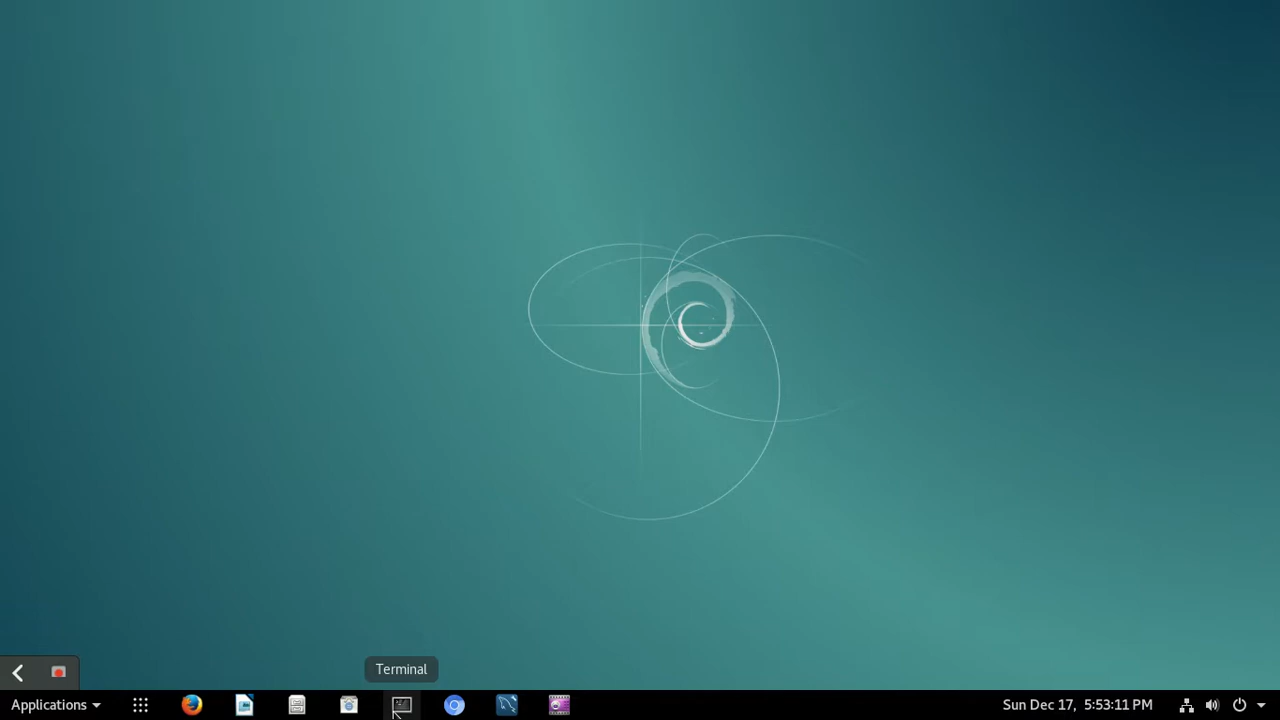 Terminal
Applications
Sun Dec 17, 5:53:11 PM